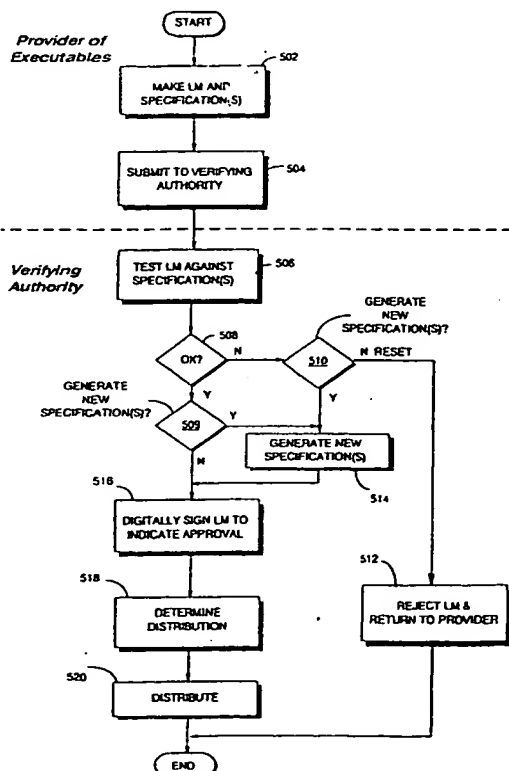 START
Provider of
Executables
502
MAKE LM AND
SPECIFICATION(S)
504
SUBMIT TO VERIFYING
AUTHORITY
Verifying
Authority
506
TEST LM AGAINST
SPECIFICATION(S)
GENERATE
NEW
SPECIFICATION(S)?
508
OK?
N
510
N RESET
Y
Y
GENERATE
NEW
SPECIFICATION(S)?
509
Y
N
GENERATE NEW
SPECIFICATION(S)
514
516
DIGITALLY SIGN LM TO
INDICATE APPROVAL
512
REJECT LM &
RETURN TO PROVIDER
518
DETERMINE
DISTRIBUTION
520
DISTRIBUTE
END